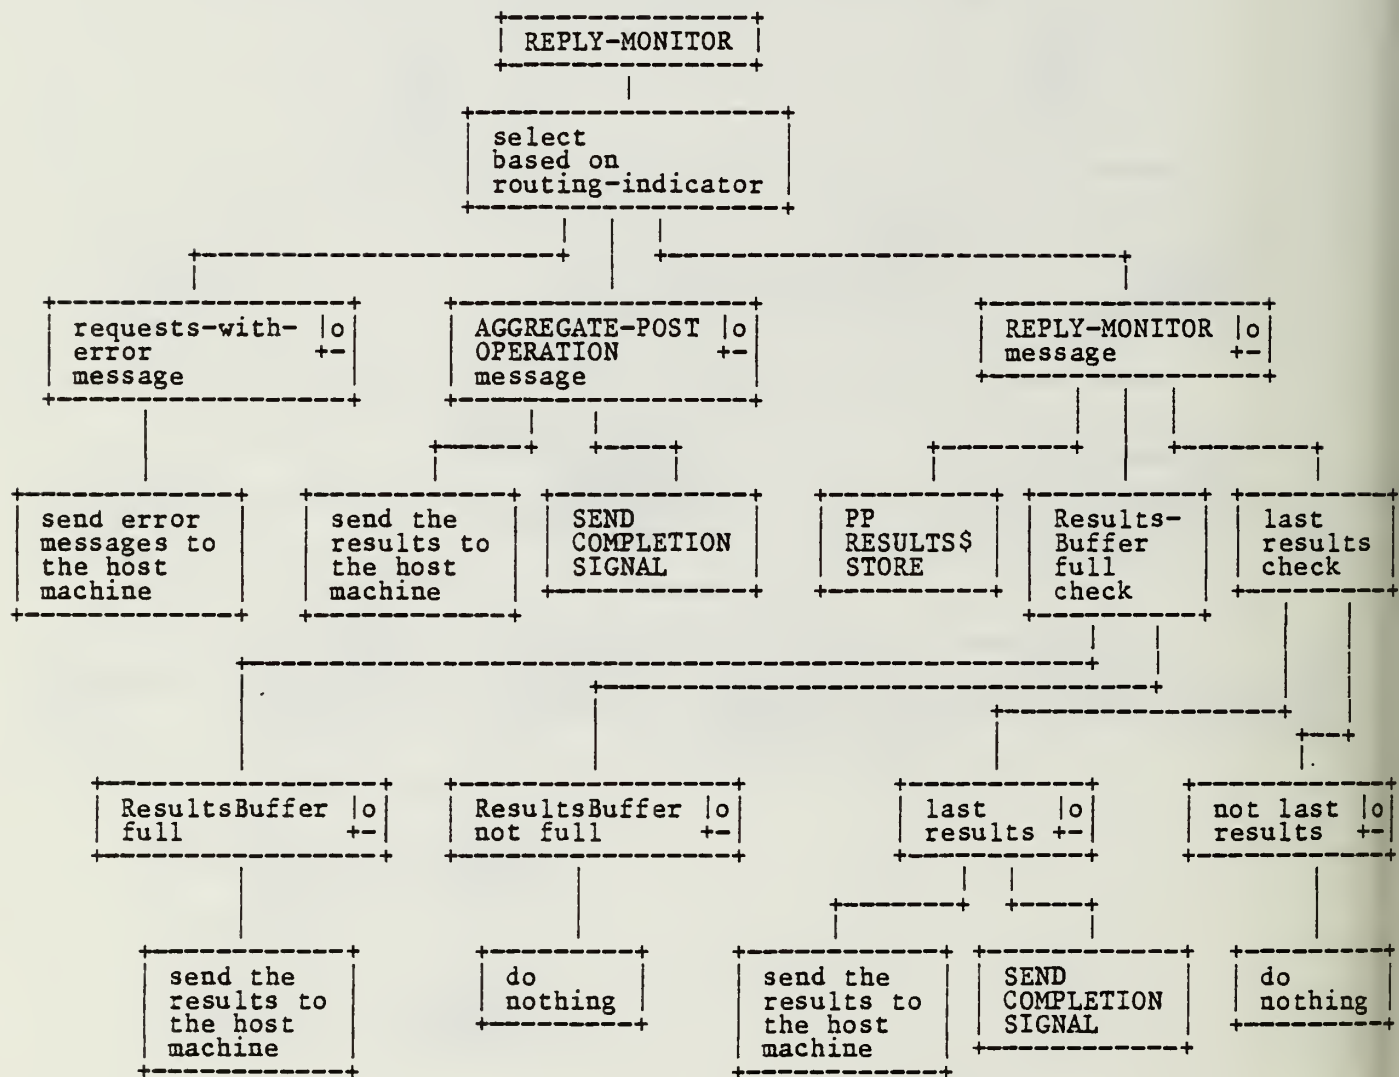 REPLY-MONITOR
select
based on
routing-indicator
requests-with-
error
message
o
AGGREGATE-POST
OPERATION
message
o
REPLY-MONITOR
message
o
send error
messages to
the host
machine
send the
results to
the host
machine
SEND
COMPLETION
SIGNAL
PP
RESULTS$
STORE
Results-
Buffer
full
check
last
results
check
ResultsBuffer
full
o
ResultsBuffer
not full
o
last
results
o
not last
results
o
send the
results to
the host
machine
do
nothing
send the
results to
the host
machine
SEND
COMPLETION
SIGNAL
do
nothing